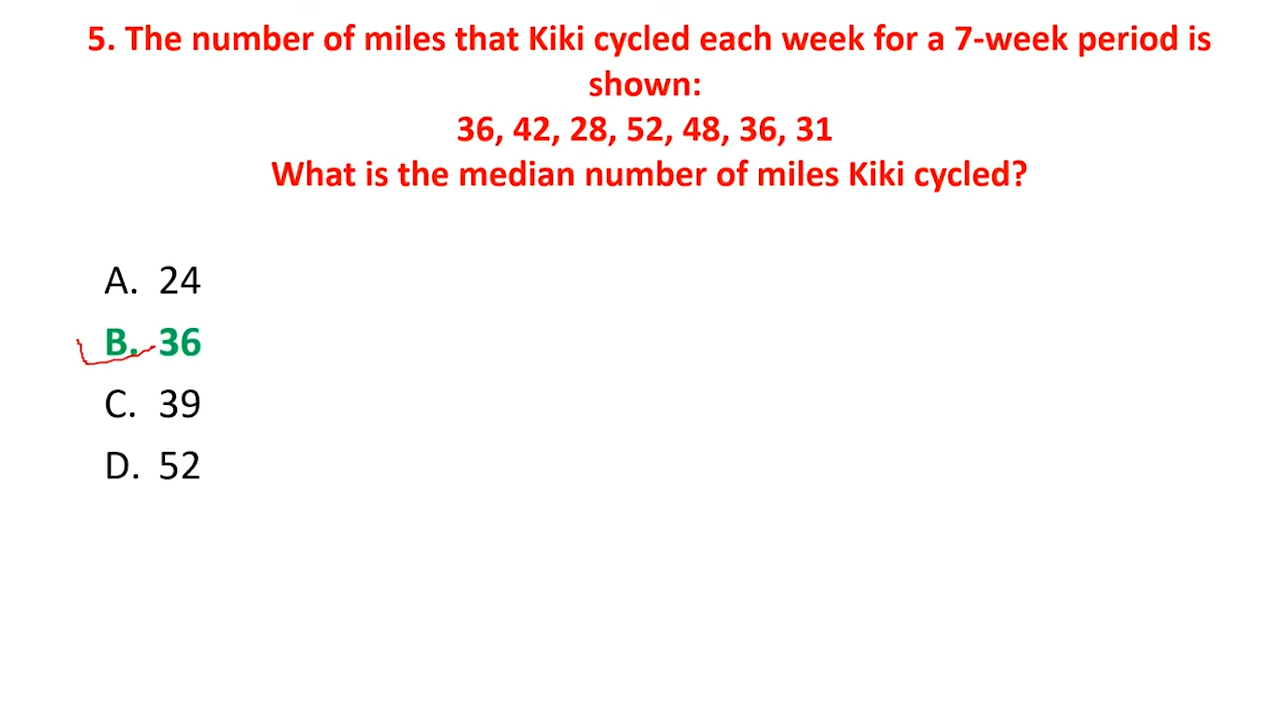 5. The number of miles that Kiki cycled each week for a 7-week period is
shown:
36, 42, 28, 52, 48, 36, 31
What is the median number of miles Kiki cycled?
A. 24
B. 36
C. 39
D. 52